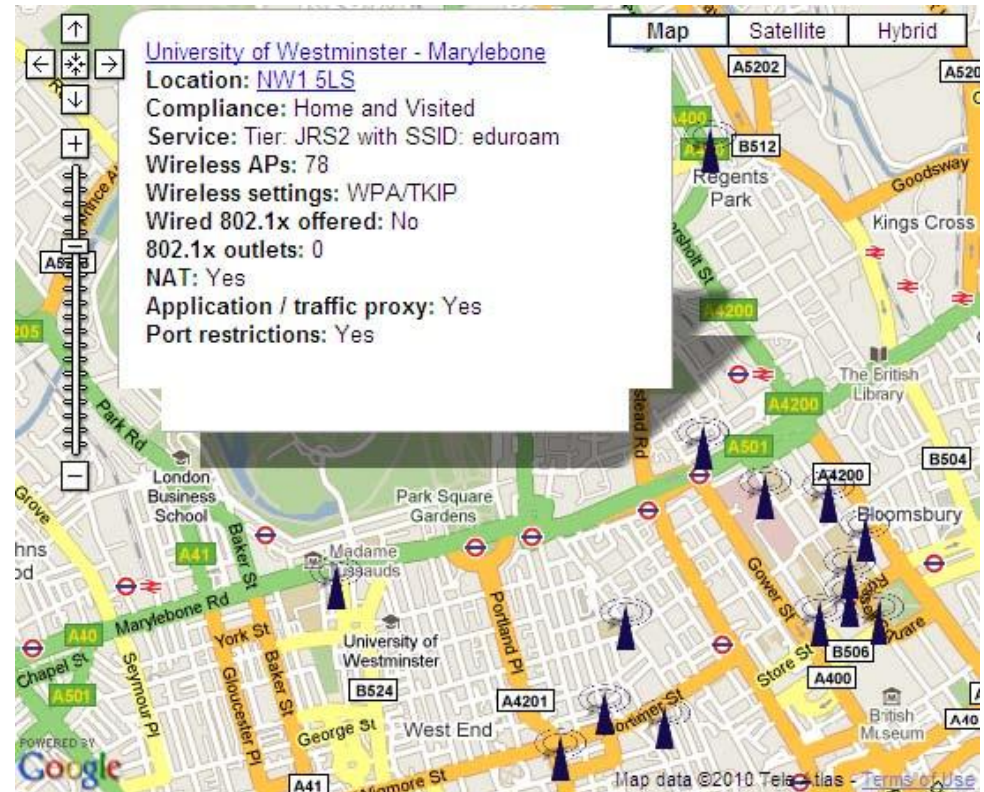 Map
Satellite
Hybrid
University of Westminster - Marylebone
Location: NW1 5LS
Compliance: Home and Visited
Service: Tier: JRS2 with SSID: eduroam
Wireless APs: 78
Wireless settings: WPA/TKIP
Wired 802.1x offered: No
802.1x outlets: 0
NAT: Yes
Application / traffic proxy: Yes
Port restrictions: Yes
A5202
A400
B512
Regents
Park
Goodsway
Kings Cross
A4200
The British
Library
A4200
A501
A4200
B504
Bloomsbury
Park Rd
London
Business
School
Park Square
Gardens
Grove
A41
Baker St
Madame
Marylebone Rd
A40
Chapel St
A501
York St
Seymour Pl
Gloucester Pl
Baker St
University of
Westminster
Portland Pl
Gower St
Store St
B506
A400
B524
A4201
George St
West End
British
Museum
A41
POWERED BY
Google
Map data ©2010 Tele Atlas - Terms of Use